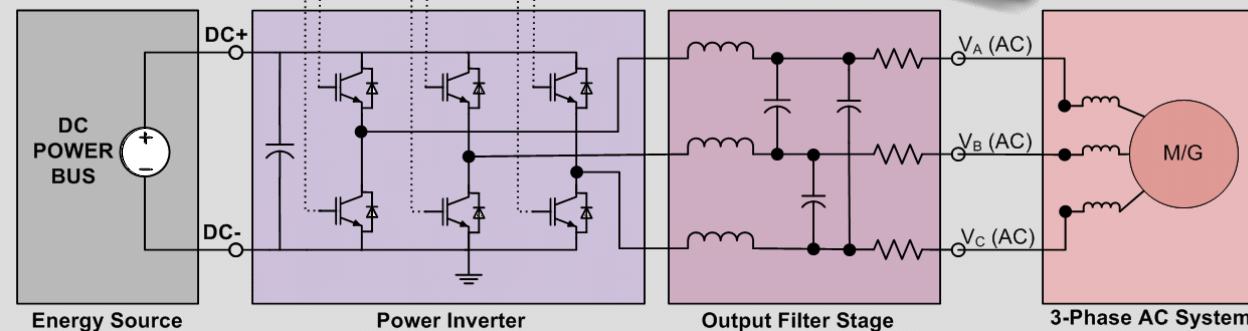 DC+
DC
POWER
BUS
+
−
DC-
V_A (AC)
V_B (AC)
V_C (AC)
M/G
Energy Source
Power Inverter
Output Filter Stage
3-Phase AC System